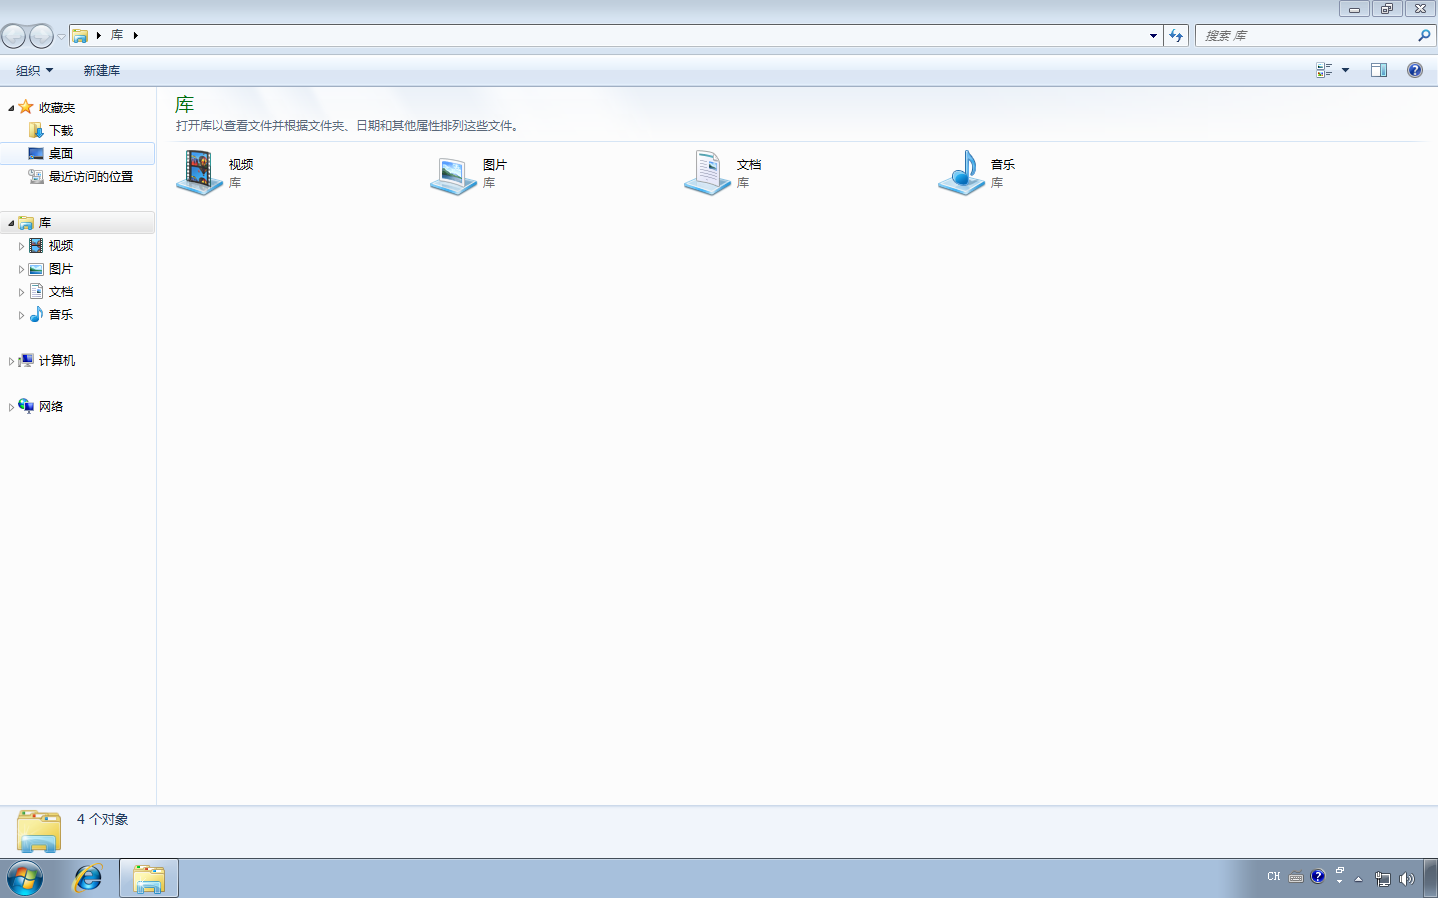 库
搜索 库
组织
新建库
收藏夹
下载
桌面
最近访问的位置
库
视频
图片
文档
音乐
计算机
网络
库
打开库以查看文件并根据文件夹、日期和其他属性排列这些文件。
视频
库
图片
库
文档
库
音乐
库
4 个对象
CH